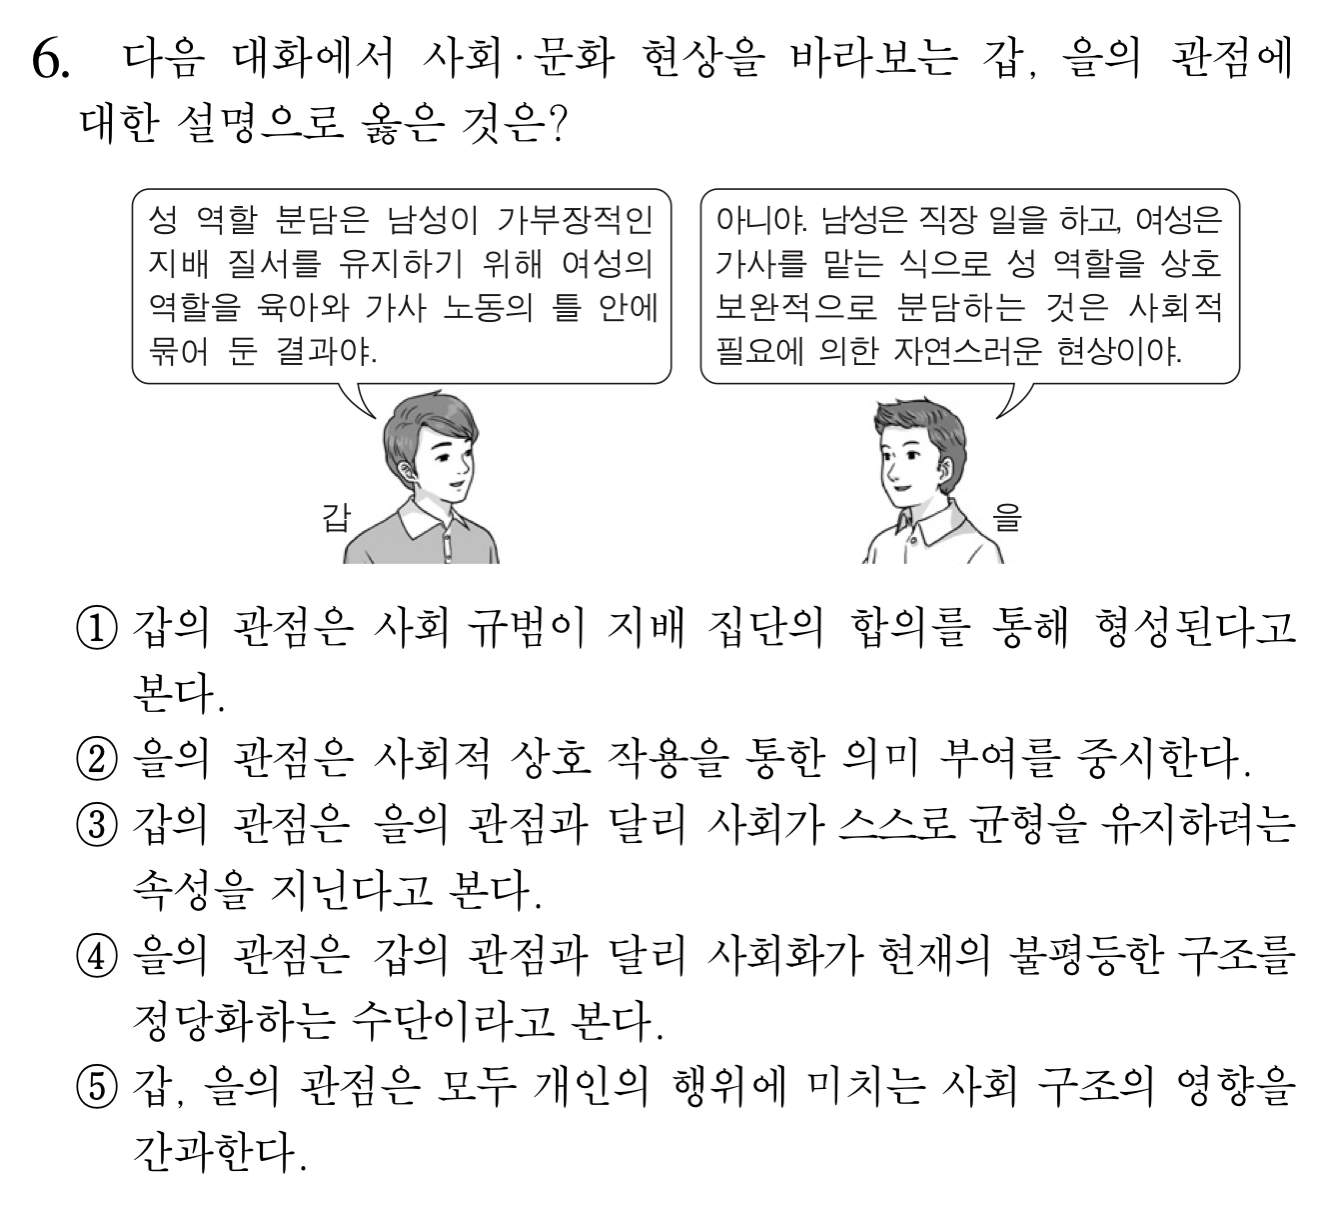 6. 다음 대화에서 사회·문화 현상을 바라보는 갑, 을의 관점에
대한 설명으로 옳은 것은?
성 역할 분담은 남성이 가부장적인
지배 질서를 유지하기 위해 여성의
역할을 육아와 가사 노동의 틀 안에
묶어 둔 결과야.
아니야. 남성은 직장 일을 하고, 여성은
가사를 맡는 식으로 성 역할을 상호
보완적으로 분담하는 것은 사회적
필요에 의한 자연스러운 현상이야.
갑
을
① 갑의 관점은 사회 규범이 지배 집단의 합의를 통해 형성된다고
본다.
② 을의 관점은 사회적 상호 작용을 통한 의미 부여를 중시한다.
③ 갑의 관점은 을의 관점과 달리 사회가 스스로 균형을 유지하려는
속성을 지닌다고 본다.
④ 을의 관점은 갑의 관점과 달리 사회화가 현재의 불평등한 구조를
정당화하는 수단이라고 본다.
⑤ 갑, 을의 관점은 모두 개인의 행위에 미치는 사회 구조의 영향을
간과한다.